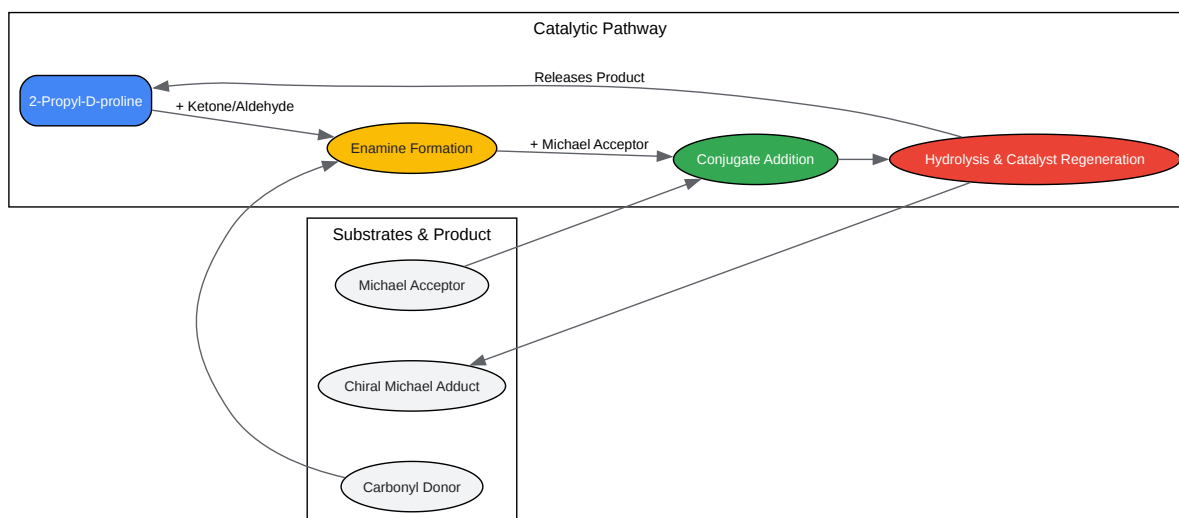 Catalytic Pathway
Releases Product
2-Propyl-D-proline
+ Ketone/Aldehyde
Enamine Formation
+ Michael Acceptor
Conjugate Addition
Hydrolysis & Catalyst Regeneration
Substrates & Product
Michael Acceptor
Chiral Michael Adduct
Carbonyl Donor